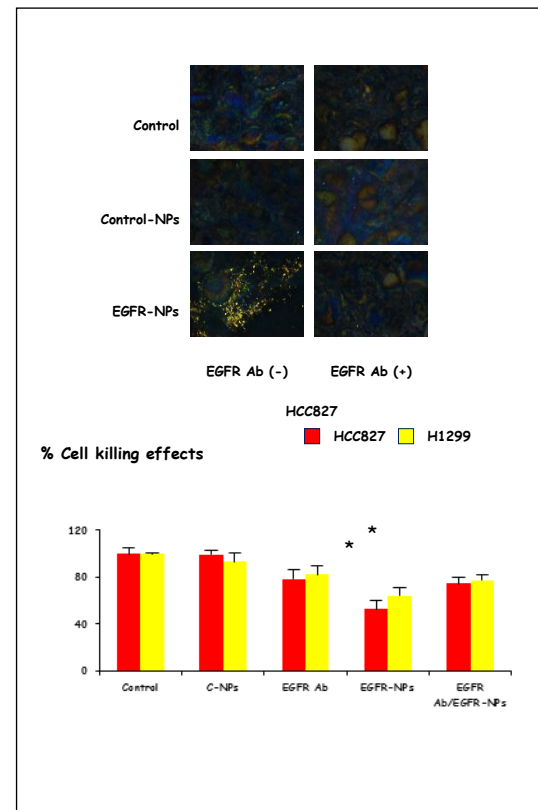 Control
Control-NPs
EGFR-NPs
EGFR Ab (-) EGFR Ab (+)
HCC827
HCC827 H1299
% Cell killing effects
* *
120
80
40
0
Control C-NPs EGFR Ab EGFR-NPs EGFR
Ab/EGFR-NPs